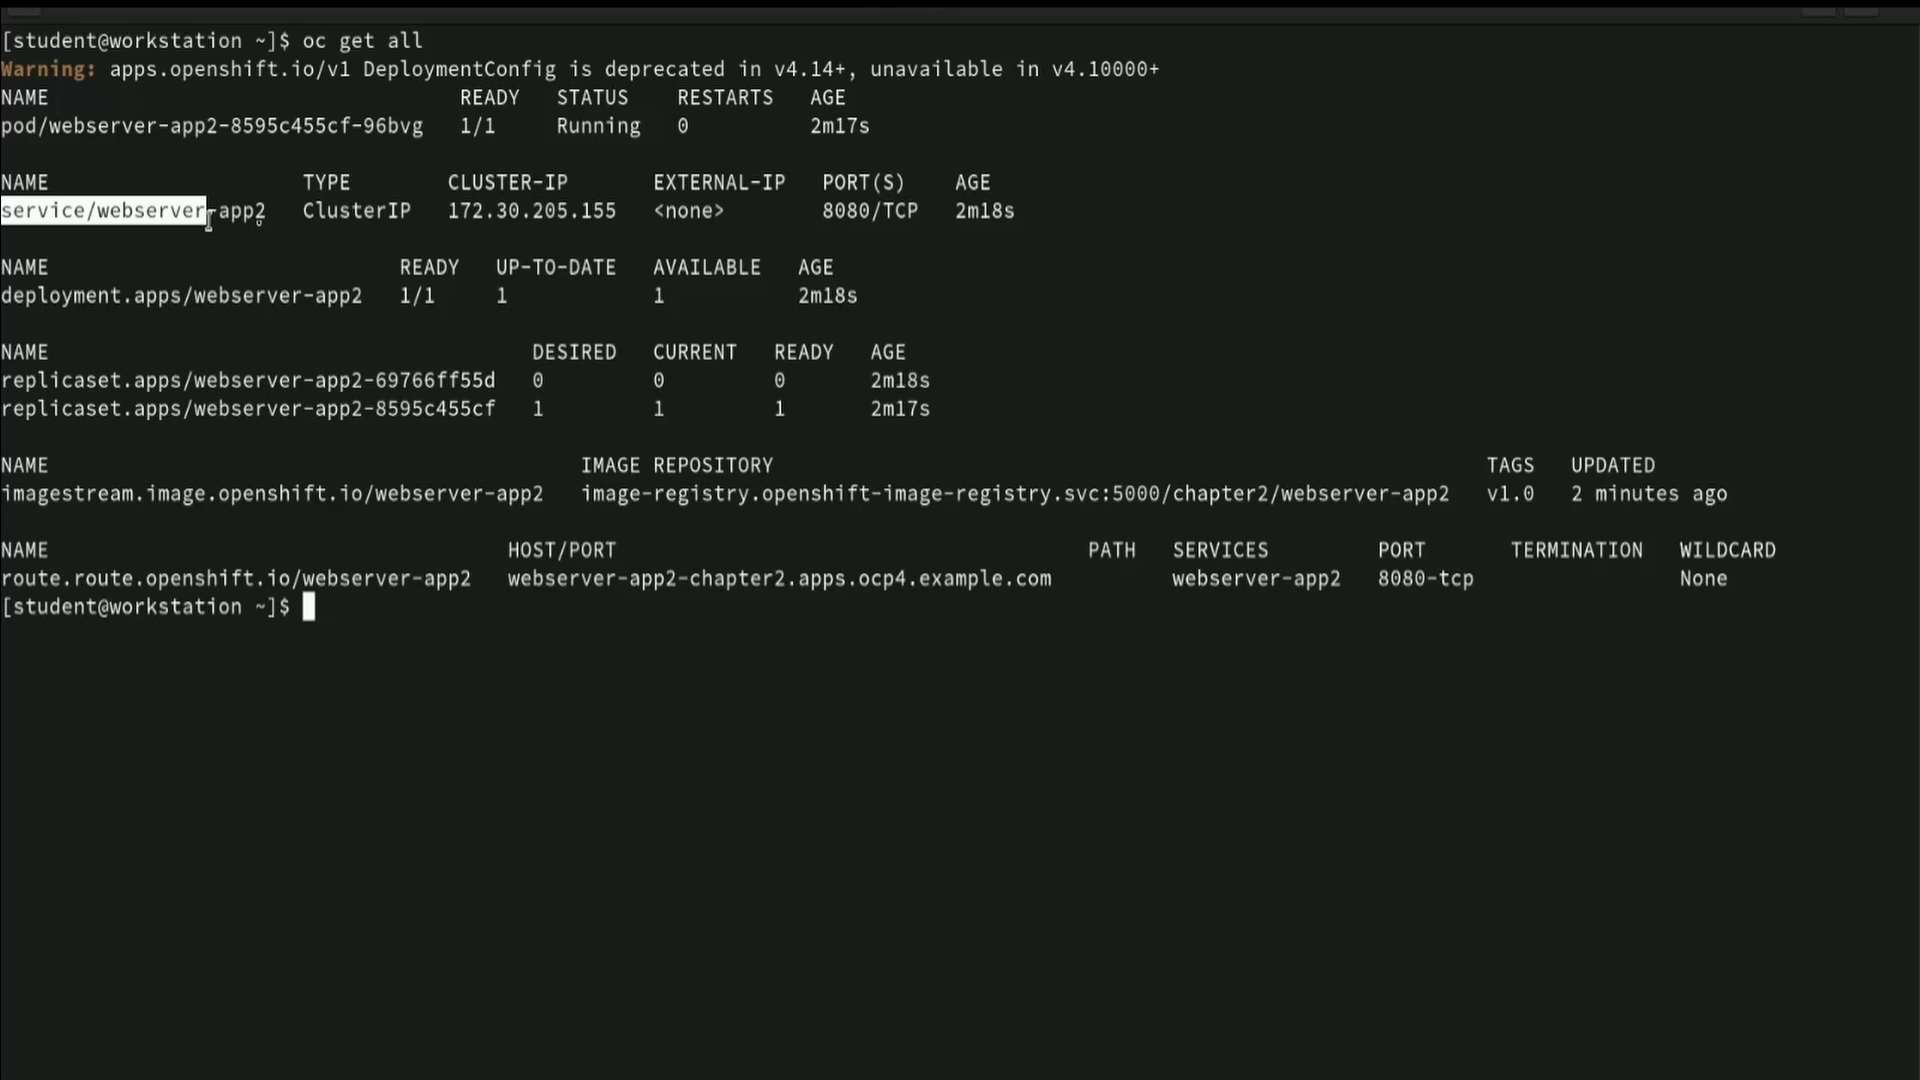 [student@workstation ~]$ oc get all
Warning: apps.openshift.io/v1 DeploymentConfig is deprecated in v4.14+, unavailable in v4.10000+
NAME READY STATUS RESTARTS AGE
pod/webserver-app2-8595c455cf-96bvg 1/1 Running 0 2m17s
NAME TYPE CLUSTER-IP EXTERNAL-IP PORT(S) AGE
service/webserver-app2 ClusterIP 172.30.205.155 <none> 8080/TCP 2m18s
NAME READY UP-TO-DATE AVAILABLE AGE
deployment.apps/webserver-app2 1/1 1 1 2m18s
NAME DESIRED CURRENT READY AGE
replicaset.apps/webserver-app2-69766ff55d 0 0 0 2m18s
replicaset.apps/webserver-app2-8595c455cf 1 1 1 2m17s
NAME IMAGE REPOSITORY TAGS UPDATED
imagestream.image.openshift.io/webserver-app2 image-registry.openshift-image-registry.svc:5000/chapter2/webserver-app2 v1.0 2 minutes ago
NAME HOST/PORT PATH SERVICES PORT TERMINATION WILDCARD
route.route.openshift.io/webserver-app2 webserver-app2-chapter2.apps.ocp4.example.com webserver-app2 8080-tcp None
[student@workstation ~]$